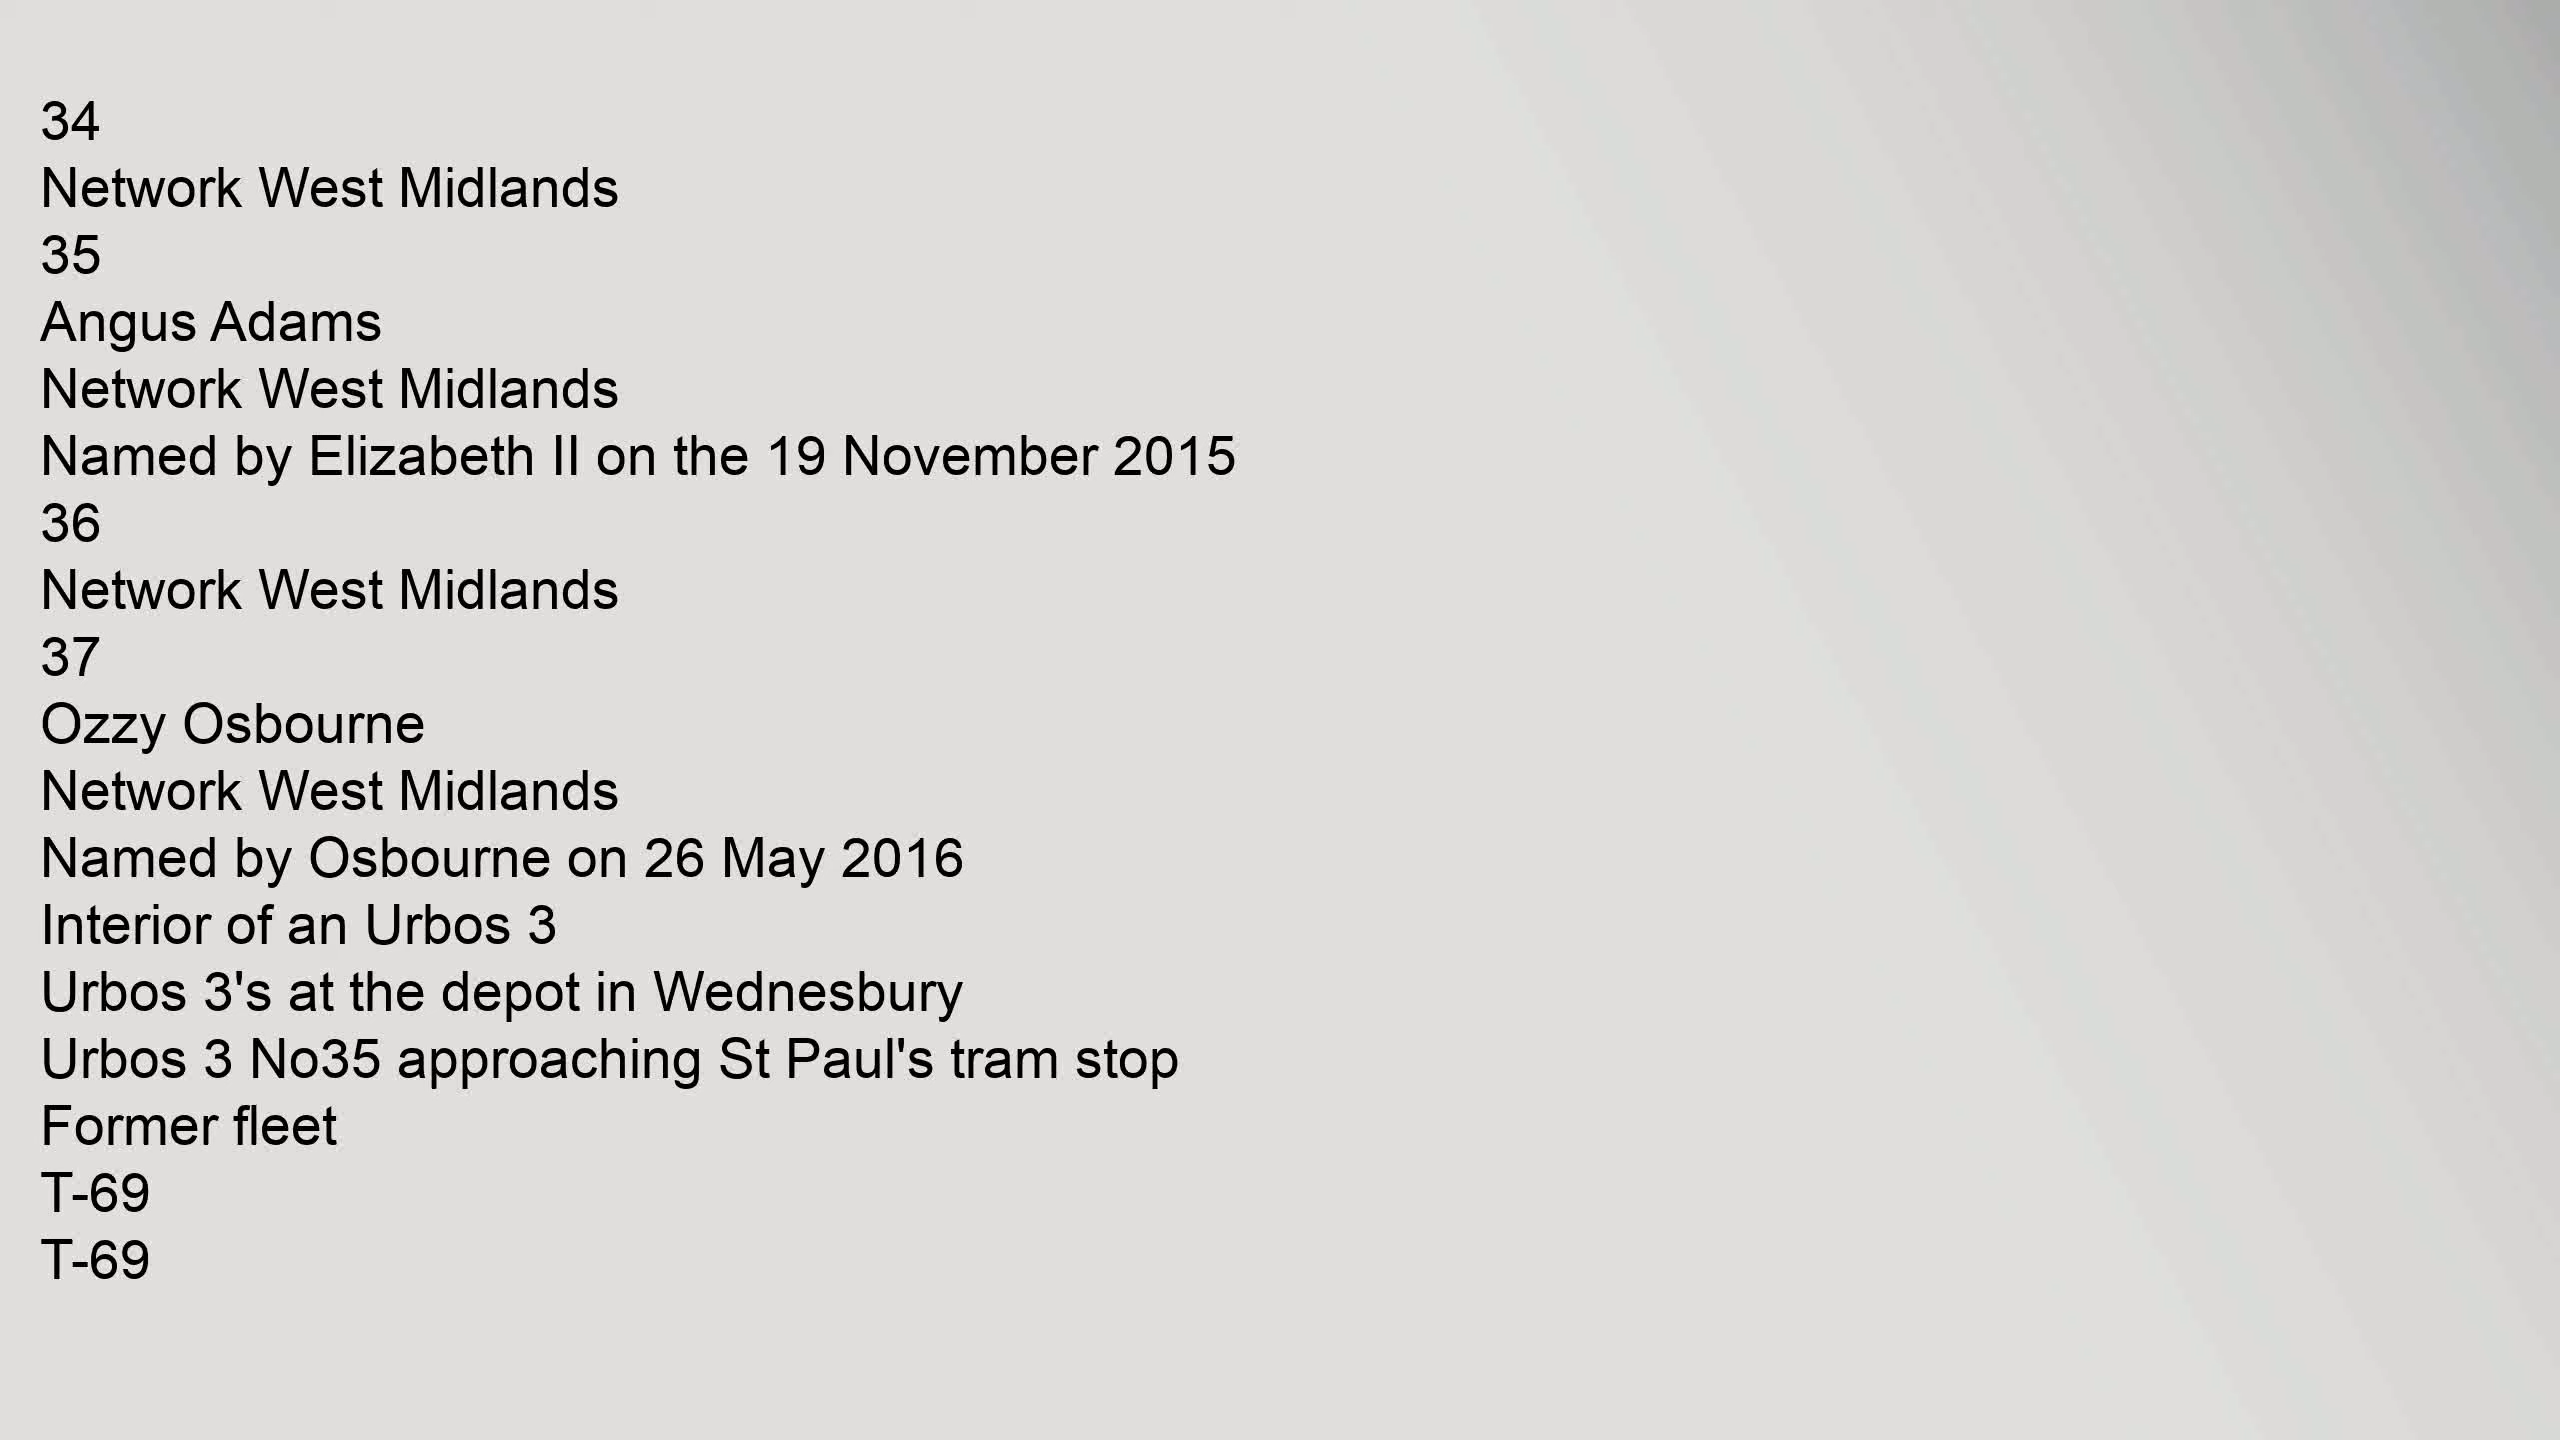 34
Network West Midlands
35
Angus Adams
Network West Midlands
Named by Elizabeth II on the 19 November 2015
36
Network West Midlands
37
Ozzy Osbourne
Network West Midlands
Named by Osbourne on 26 May 2016
Interior of an Urbos 3
Urbos 3's at the depot in Wednesbury
Urbos 3 No35 approaching St Paul's tram stop
Former fleet
T-69
T-69